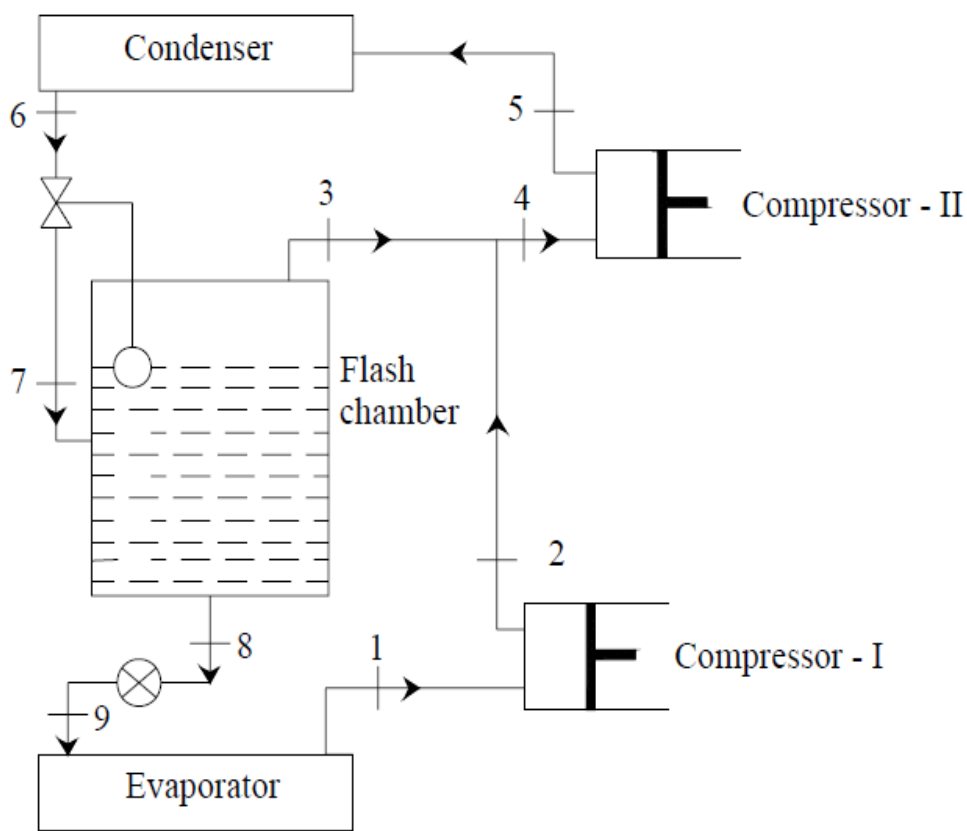 Condenser
6
5
3
4
Compressor - II
7
Flash
chamber
2
8
1
Compressor - I
9
Evaporator